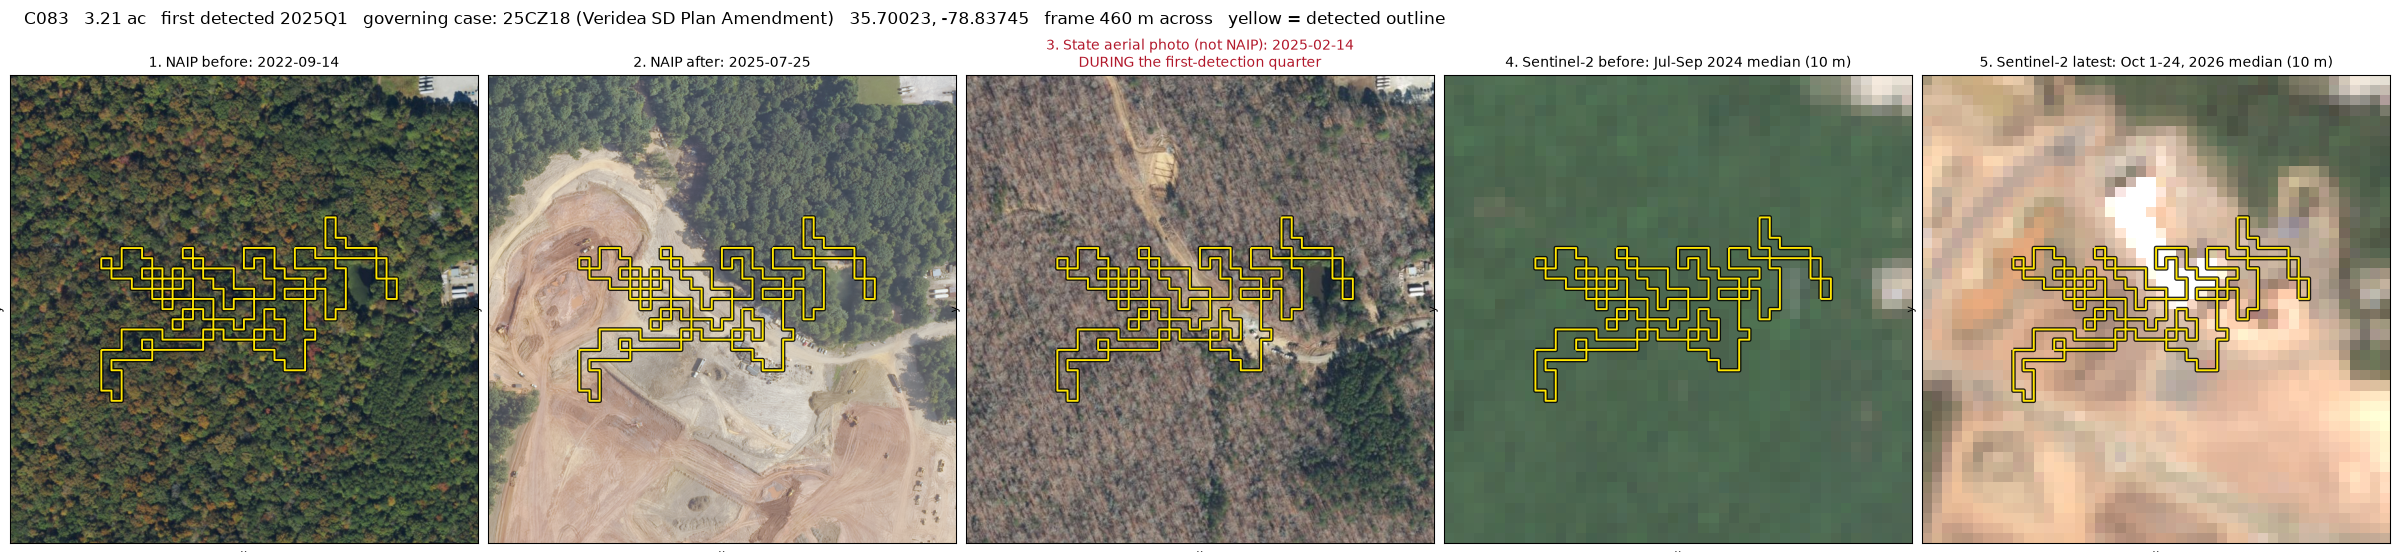 C083   3.21 ac   first detected 2025Q1   governing case: 25CZ18 (Veridea SD Plan Amendment)   35.70023, -78.83745   frame 460 m across   yellow = detected outline
1. NAIP before: 2022-09-14
2. NAIP after: 2025-07-25
3. State aerial photo (not NAIP): 2025-02-14
DURING the first-detection quarter
4. Sentinel-2 before: Jul-Sep 2024 median (10 m)
5. Sentinel-2 latest: Oct 1-24, 2026 median (10 m)